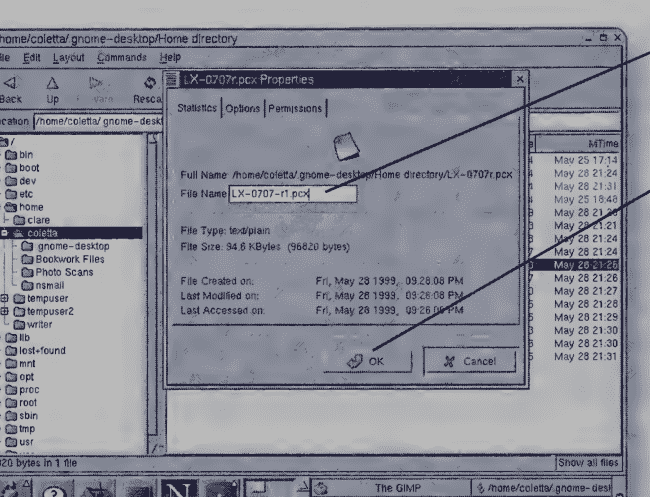 home/coletta/.gnome-desktop/Home directory
Edit Layout Commands Help
Back Up Resca
cation /home/coletta/.gnome-deskt
LX-0707r.pcx Properties
Statistics Options Permissions
Full Name: /home/coletta/.gnome-desktop/Home directory/LX-0707r.pcx
File Name LX-0707-r1.pcx
File Type: text/plain
File Size: 94.6 KBytes (96820 bytes)
File Created on: Fri, May 28 1999, 09:26:08 PM
Last Modified on: Fri, May 28 1999, 09:26:08 PM
Last Accessed on: Fri, May 28 1999, 09:26:08 PM
OK Cancel
/
bin
boot
dev
etc
home
clare
coletta
gnome-desktop
Bookwork Files
Photo Scans
nsmail
tempuser
tempuser2
writer
lib
lost+found
mnt
opt
proc
root
sbin
tmp
usr
MTime
May 25 17:14
May 28 21:24
May 28 21:31
May 25 18:48
May 28
May 28 21:21
May 28 21:24
May 28 21:24
May 28 21:26
May 28 21:26
May 28 21:27
May 28 21:28
May 28 21:29
May 28 21:30
May 28 21:30
May 28 21:31
820 bytes in 1 file
Show all files
N
The GIMP
/home/coletta/.gnome-desk